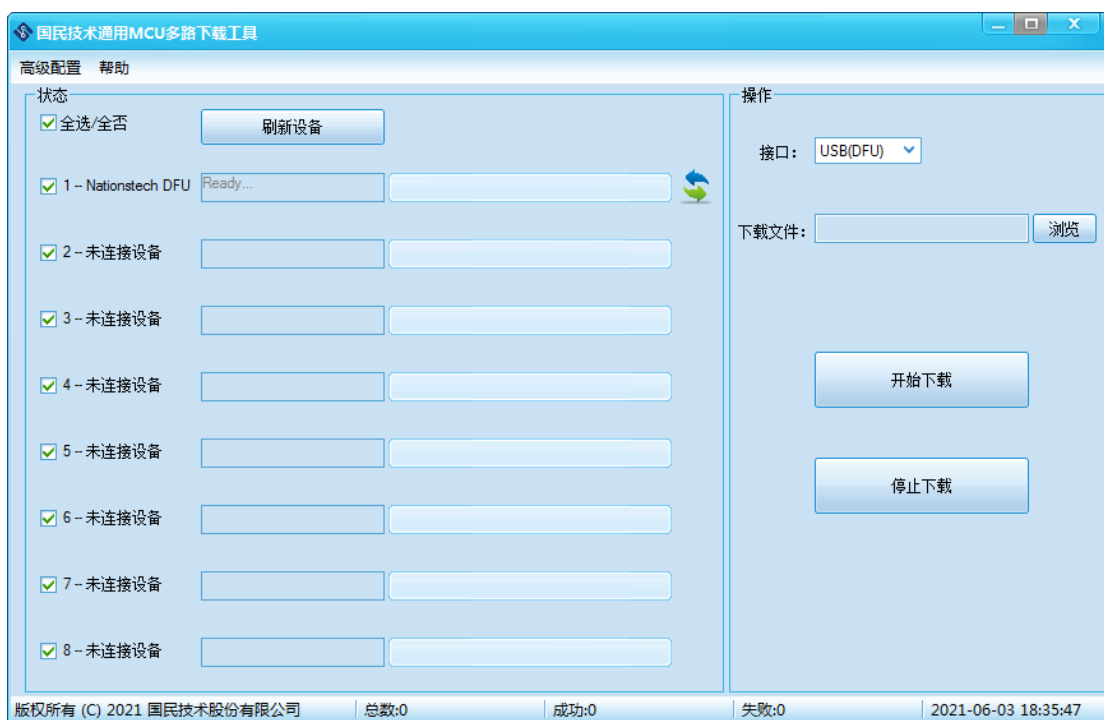 国民技术通用MCU多路下载工具
高级配置 帮助
状态
全选/全否 刷新设备
1 -- Nationstech DFU Ready...
2 -- 未连接设备
3 -- 未连接设备
4 -- 未连接设备
5 -- 未连接设备
6 -- 未连接设备
7 -- 未连接设备
8 -- 未连接设备
操作
接口： USB(DFU)
下载文件： 浏览
开始下载
停止下载
版权所有 (C) 2021 国民技术股份有限公司 总数:0 成功:0 失败:0 2021-06-03 18:35:47